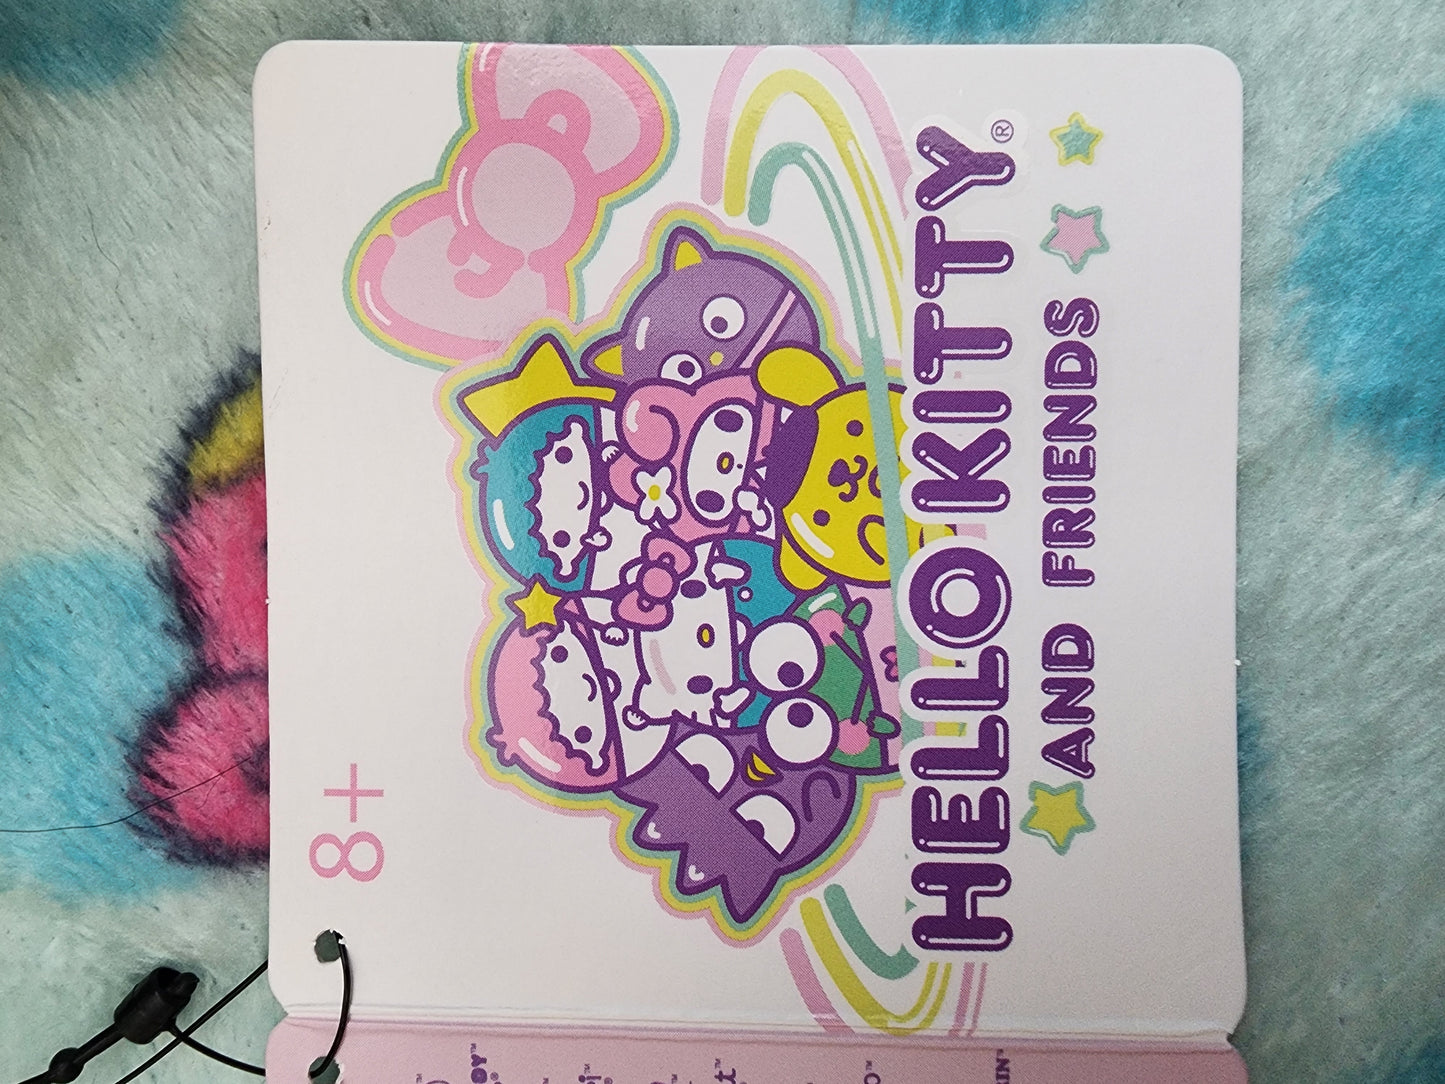 8+
HELLO KITTY®
AND FRIENDS